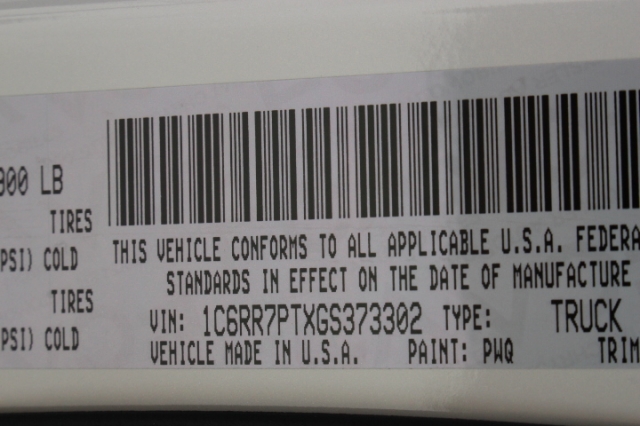 300 LB
TIRES
PSI) COLD
TIRES
PSI) COLD
THIS VEHICLE CONFORMS TO ALL APPLICABLE U.S.A. FEDERA
STANDARDS IN EFFECT ON THE DATE OF MANUFACTURE
VIN: 1C6RR7PTXGS373302 TYPE: TRUCK
VEHICLE MADE IN U.S.A. PAINT: PWQ TRIM